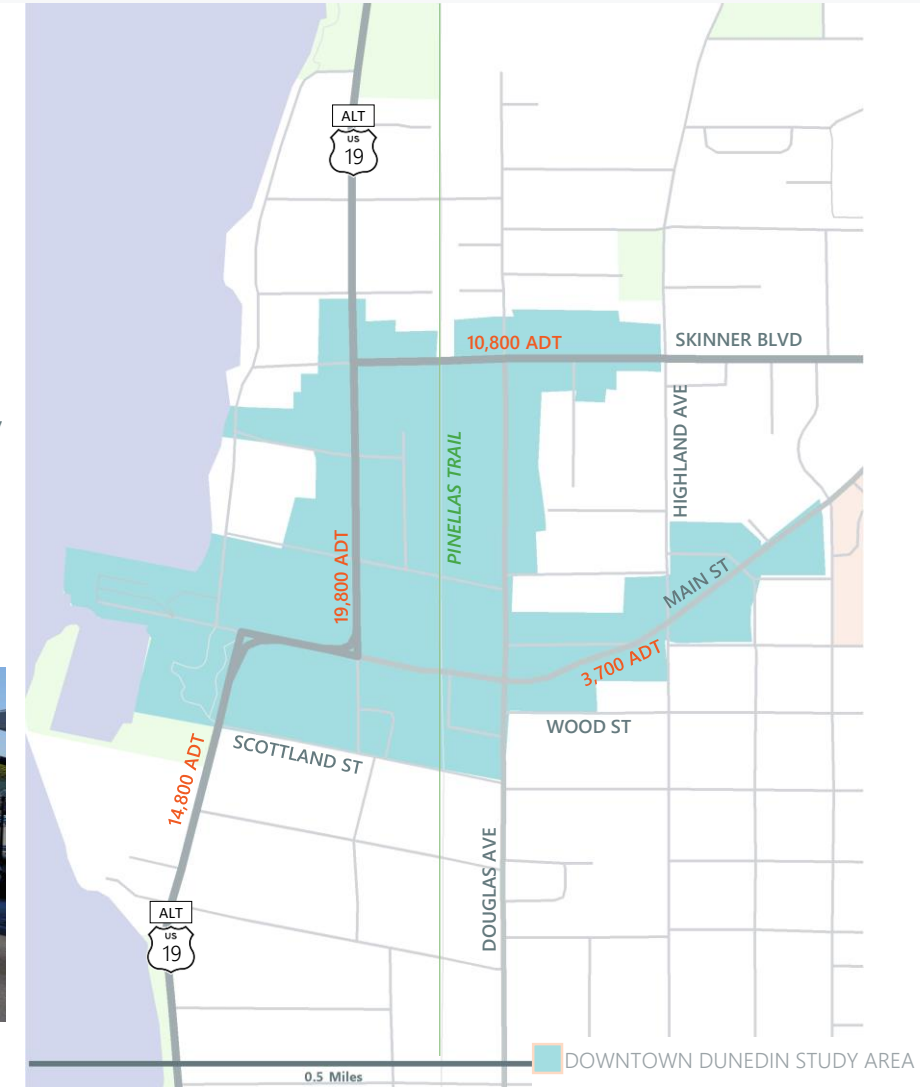 ALT
US
19
10,800 ADT
SKINNER BLVD
HIGHLAND AVE
PINELLAS TRAIL
19,800 ADT
MAIN ST
3,700 ADT
WOOD ST
SCOTTLAND ST
14,800 ADT
DOUGLAS AVE
ALT
US
19
DOWNTOWN DUNEDIN STUDY AREA
0.5 Miles